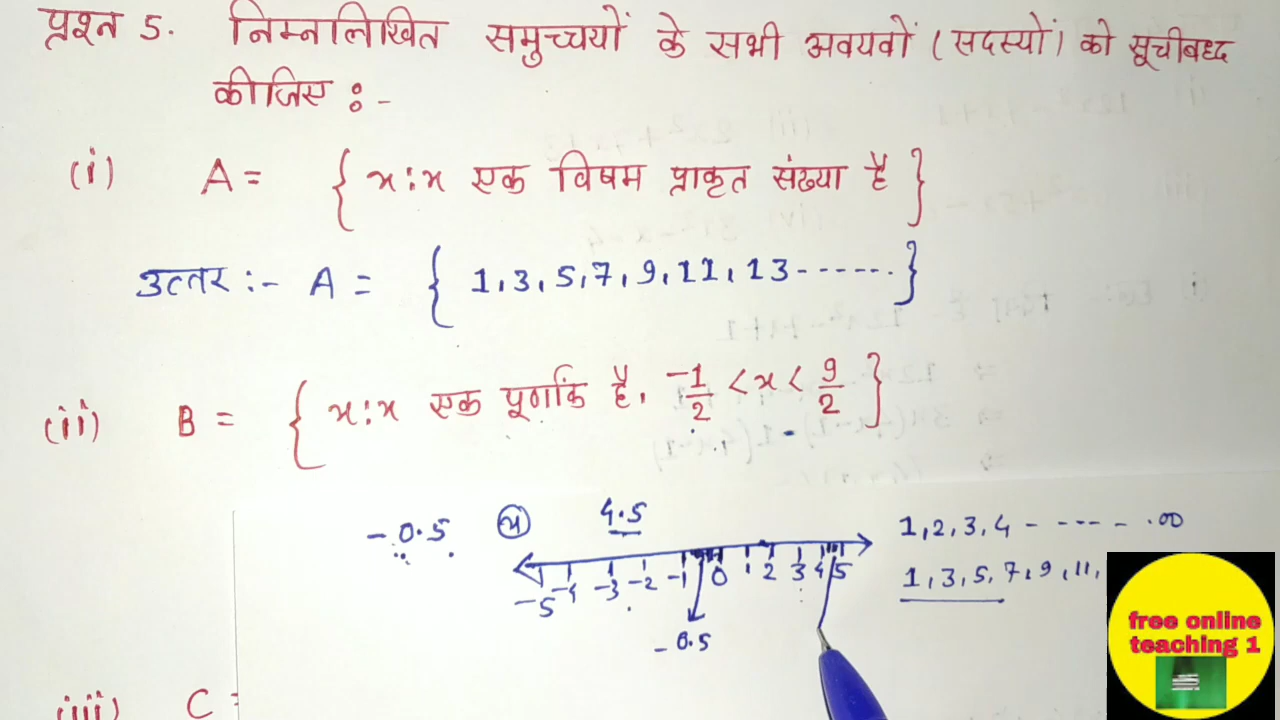 प्रश्न 5. निम्नलिखित समुच्चयों के सभी अवयवों (सदस्यों) को सूचीबध्द
कीजिए :-
(i) A = { x : x एक विषम प्राकृत संख्या है }
उत्तर :- A = { 1, 3, 5, 7, 9, 11, 13 ------- }
(ii) B = { x : x एक पूर्णांक है, -1/2 < x < 9/2 }
-0.5 x 4.5
1, 2, 3, 4 ------ ∞
-5 -4 -3 -2 -1 0 1 2 3 4 5
1, 3, 5, 7, 9, 11,
-0.5
(iii) C =
free online
teaching 1